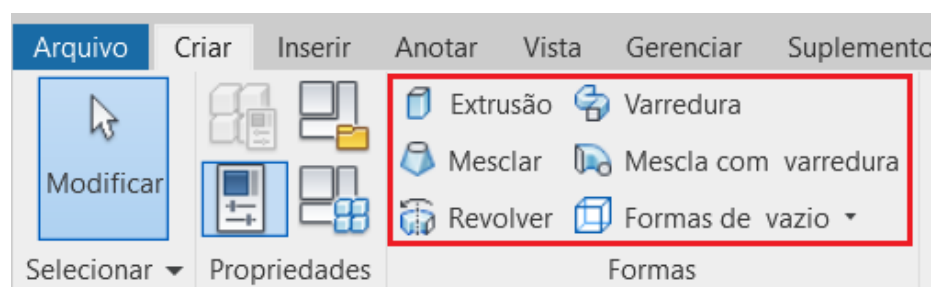 Arquivo Criar Inserir Anotar Vista Gerenciar Suplemento
Extrusão Varredura
Modificar Mesclar Mescla com varredura
Revolver Formas de vazio
Selecionar Propriedades Formas